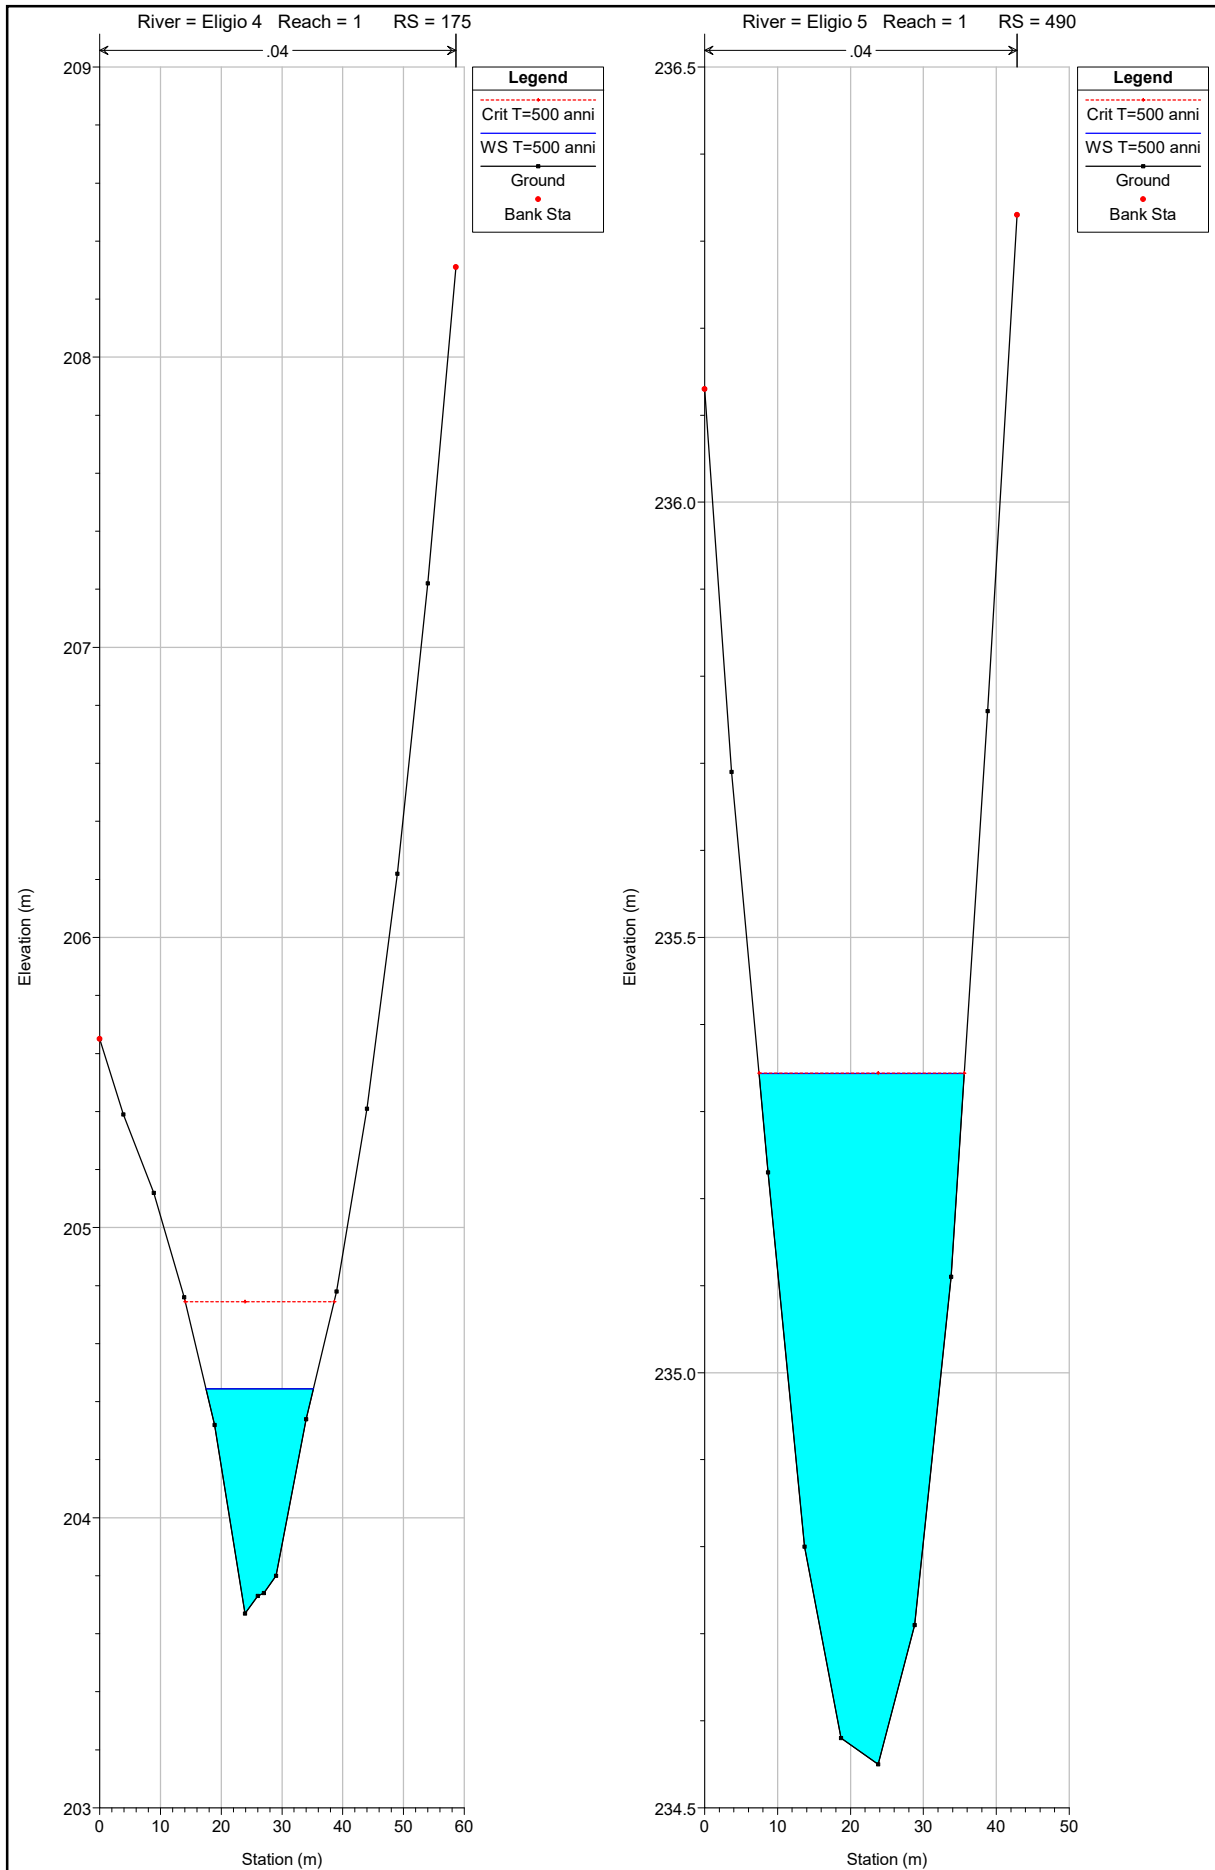 River = Eligio 4 Reach = 1 RS = 175
.04
Legend
Crit T=500 anni
WS T=500 anni
Ground
Bank Sta
209
208
207
206
205
204
203
Elevation (m)
0 10 20 30 40 50 60
Station (m)
River = Eligio 5 Reach = 1 RS = 490
.04
Legend
Crit T=500 anni
WS T=500 anni
Ground
Bank Sta
236.5
236.0
235.5
235.0
234.5
Elevation (m)
0 10 20 30 40 50
Station (m)